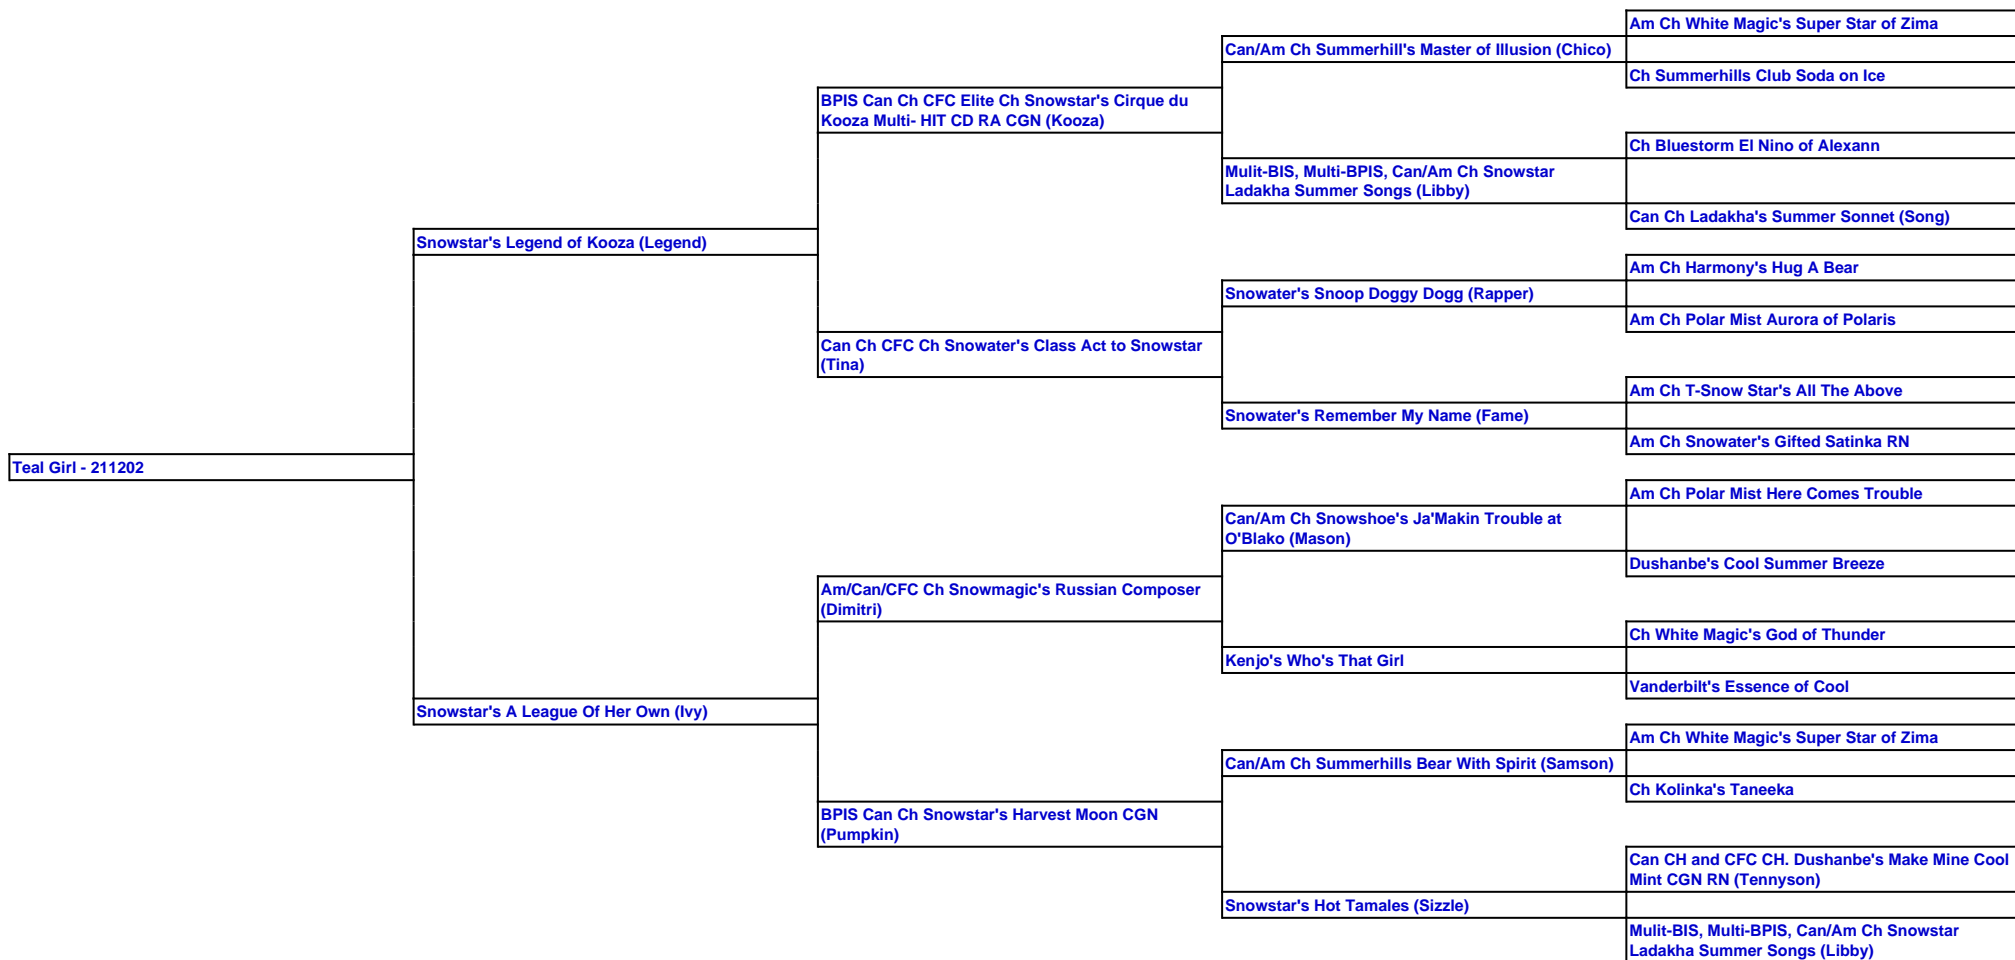 Am Ch White Magic's Super Star of Zima
Can/Am Ch Summerhill's Master of Illusion (Chico)
Ch Summerhills Club Soda on Ice
BPIS Can Ch CFC Elite Ch Snowstar's Cirque du
Kooza Multi- HIT CD RA CGN (Kooza)
Ch Bluestorm El Nino of Alexann
Mulit-BIS, Multi-BPIS, Can/Am Ch Snowstar
Ladakha Summer Songs (Libby)
Can Ch Ladakha's Summer Sonnet (Song)
Snowstar's Legend of Kooza (Legend)
Am Ch Harmony's Hug A Bear
Snowater's Snoop Doggy Dogg (Rapper)
Am Ch Polar Mist Aurora of Polaris
Can Ch CFC Ch Snowater's Class Act to Snowstar
(Tina)
Am Ch T-Snow Star's All The Above
Snowater's Remember My Name (Fame)
Am Ch Snowater's Gifted Satinka RN
Teal Girl - 211202
Am Ch Polar Mist Here Comes Trouble
Can/Am Ch Snowshoe's Ja'Makin Trouble at
O'Blako (Mason)
Dushanbe's Cool Summer Breeze
Am/Can/CFC Ch Snowmagic's Russian Composer
(Dimitri)
Ch White Magic's God of Thunder
Kenjo's Who's That Girl
Vanderbilt's Essence of Cool
Snowstar's A League Of Her Own (Ivy)
Am Ch White Magic's Super Star of Zima
Can/Am Ch Summerhills Bear With Spirit (Samson)
Ch Kolinka's Taneeka
BPIS Can Ch Snowstar's Harvest Moon CGN
(Pumpkin)
Can CH and CFC CH. Dushanbe's Make Mine Cool
Mint CGN RN (Tennyson)
Snowstar's Hot Tamales (Sizzle)
Mulit-BIS, Multi-BPIS, Can/Am Ch Snowstar
Ladakha Summer Songs (Libby)